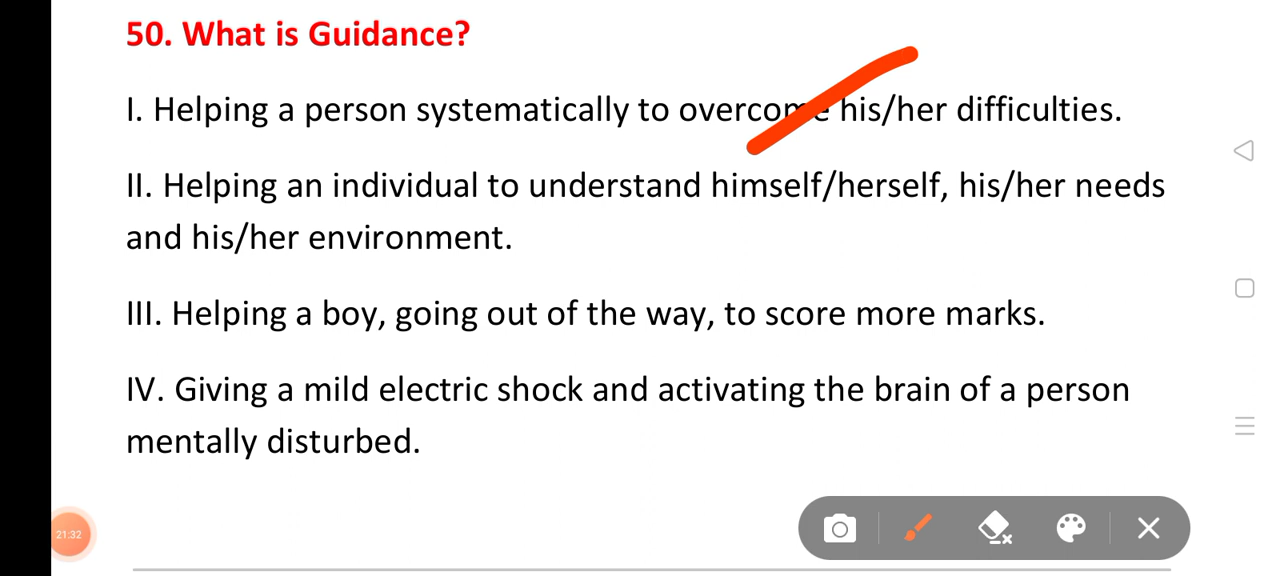 50. What is Guidance?
I. Helping a person systematically to overcome his/her difficulties.
II. Helping an individual to understand himself/herself, his/her needs
and his/her environment.
III. Helping a boy, going out of the way, to score more marks.
IV. Giving a mild electric shock and activating the brain of a person
mentally disturbed.
21:32